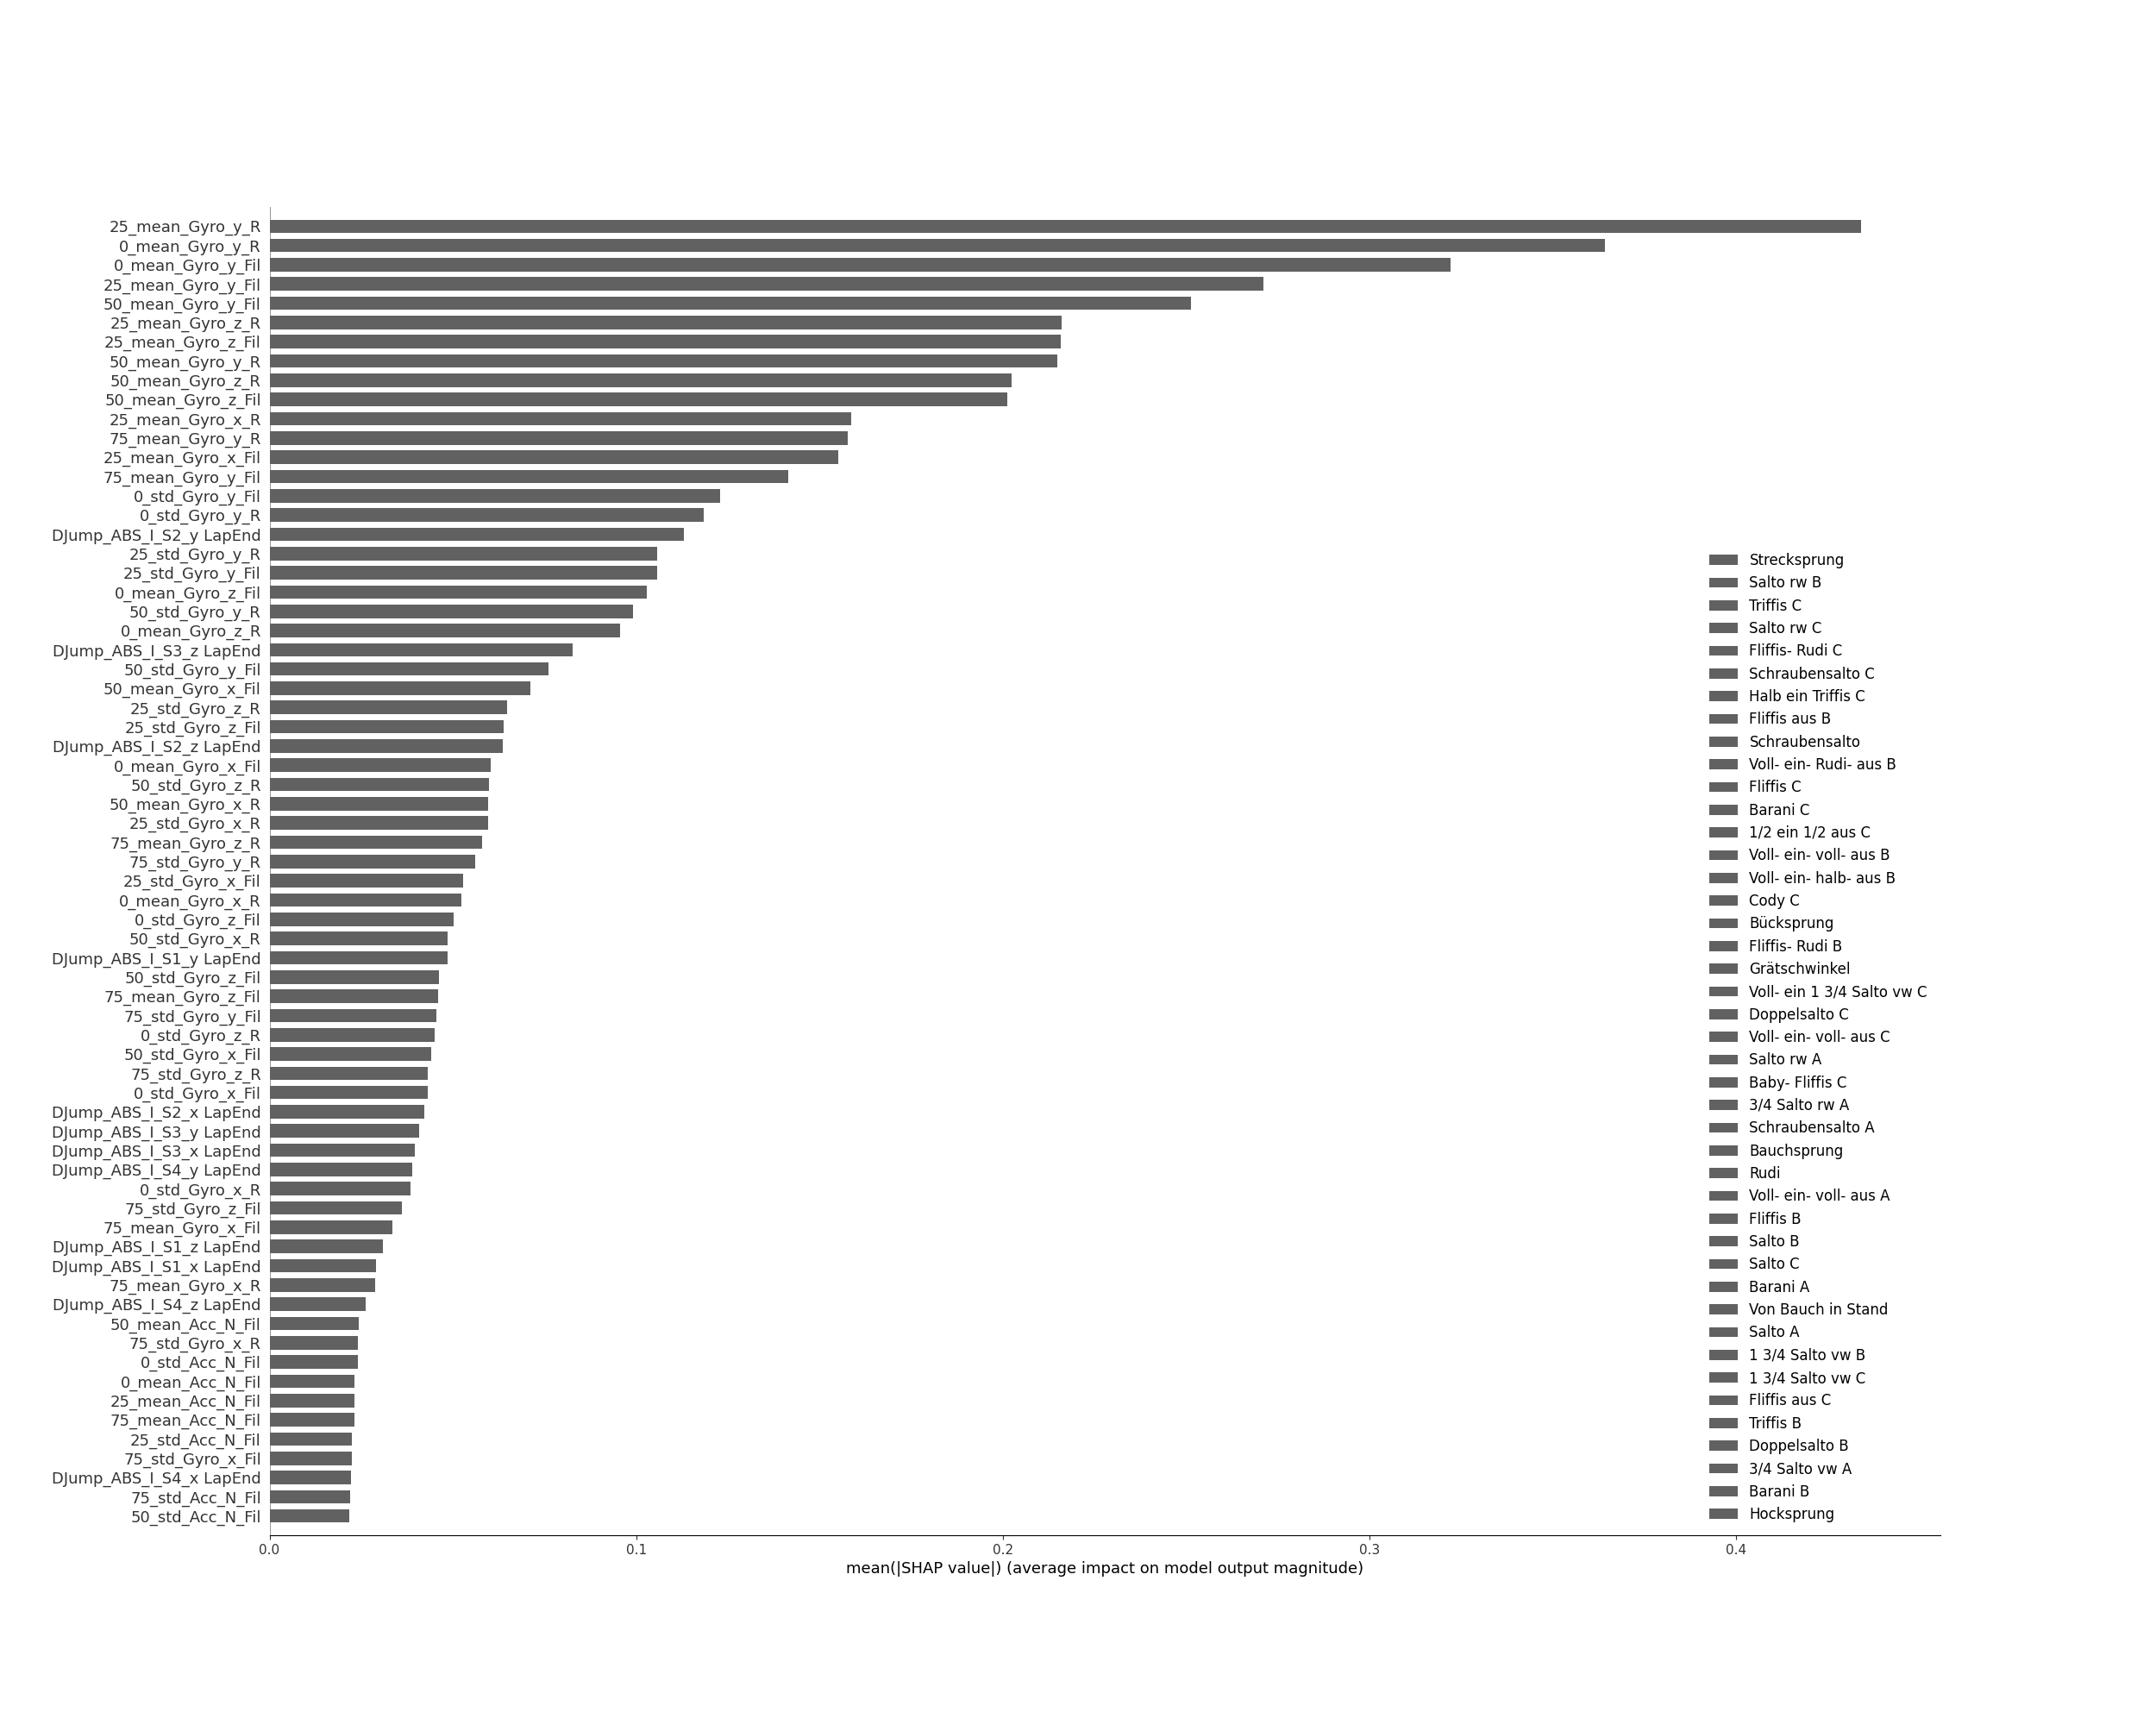 25_mean_Gyro_y_R
0_mean_Gyro_y_R
0_mean_Gyro_y_Fil
25_mean_Gyro_y_Fil
50_mean_Gyro_y_Fil
25_mean_Gyro_z_R
25_mean_Gyro_z_Fil
50_mean_Gyro_y_R
50_mean_Gyro_z_R
50_mean_Gyro_z_Fil
25_mean_Gyro_x_R
75_mean_Gyro_y_R
25_mean_Gyro_x_Fil
75_mean_Gyro_y_Fil
0_std_Gyro_y_Fil
0_std_Gyro_y_R
DJump_ABS_I_S2_y LapEnd
25_std_Gyro_y_R
25_std_Gyro_y_Fil
0_mean_Gyro_z_Fil
50_std_Gyro_y_R
0_mean_Gyro_z_R
DJump_ABS_I_S3_z LapEnd
50_std_Gyro_y_Fil
50_mean_Gyro_x_Fil
25_std_Gyro_z_R
25_std_Gyro_z_Fil
DJump_ABS_I_S2_z LapEnd
0_mean_Gyro_x_Fil
50_std_Gyro_z_R
50_mean_Gyro_x_R
25_std_Gyro_x_R
75_mean_Gyro_z_R
75_std_Gyro_y_R
25_std_Gyro_x_Fil
0_mean_Gyro_x_R
0_std_Gyro_z_Fil
50_std_Gyro_x_R
DJump_ABS_I_S1_y LapEnd
50_std_Gyro_z_Fil
75_mean_Gyro_z_Fil
75_std_Gyro_y_Fil
0_std_Gyro_z_R
50_std_Gyro_x_Fil
75_std_Gyro_z_R
0_std_Gyro_x_Fil
DJump_ABS_I_S2_x LapEnd
DJump_ABS_I_S3_y LapEnd
DJump_ABS_I_S3_x LapEnd
DJump_ABS_I_S4_y LapEnd
0_std_Gyro_x_R
75_std_Gyro_z_Fil
75_mean_Gyro_x_Fil
DJump_ABS_I_S1_z LapEnd
DJump_ABS_I_S1_x LapEnd
75_mean_Gyro_x_R
DJump_ABS_I_S4_z LapEnd
50_mean_Acc_N_Fil
75_std_Gyro_x_R
0_std_Acc_N_Fil
0_mean_Acc_N_Fil
25_mean_Acc_N_Fil
75_mean_Acc_N_Fil
25_std_Acc_N_Fil
75_std_Gyro_x_Fil
DJump_ABS_I_S4_x LapEnd
75_std_Acc_N_Fil
50_std_Acc_N_Fil
Strecksprung
Salto rw B
Triffis C
Salto rw C
Fliffis- Rudi C
Schraubensalto C
Halb ein Triffis C
Fliffis aus B
Schraubensalto
Voll- ein- Rudi- aus B
Fliffis C
Barani C
1/2 ein 1/2 aus C
Voll- ein- voll- aus B
Voll- ein- halb- aus B
Cody C
Bücksprung
Fliffis- Rudi B
Grätschwinkel
Voll- ein 1 3/4 Salto vw C
Doppelsalto C
Voll- ein- voll- aus C
Salto rw A
Baby- Fliffis C
3/4 Salto rw A
Schraubensalto A
Bauchsprung
Rudi
Voll- ein- voll- aus A
Fliffis B
Salto B
Salto C
Barani A
Von Bauch in Stand
Salto A
1 3/4 Salto vw B
1 3/4 Salto vw C
Fliffis aus C
Triffis B
Doppelsalto B
3/4 Salto vw A
Barani B
Hocksprung
0.0 0.1 0.2 0.3 0.4
mean(|SHAP value|) (average impact on model output magnitude)